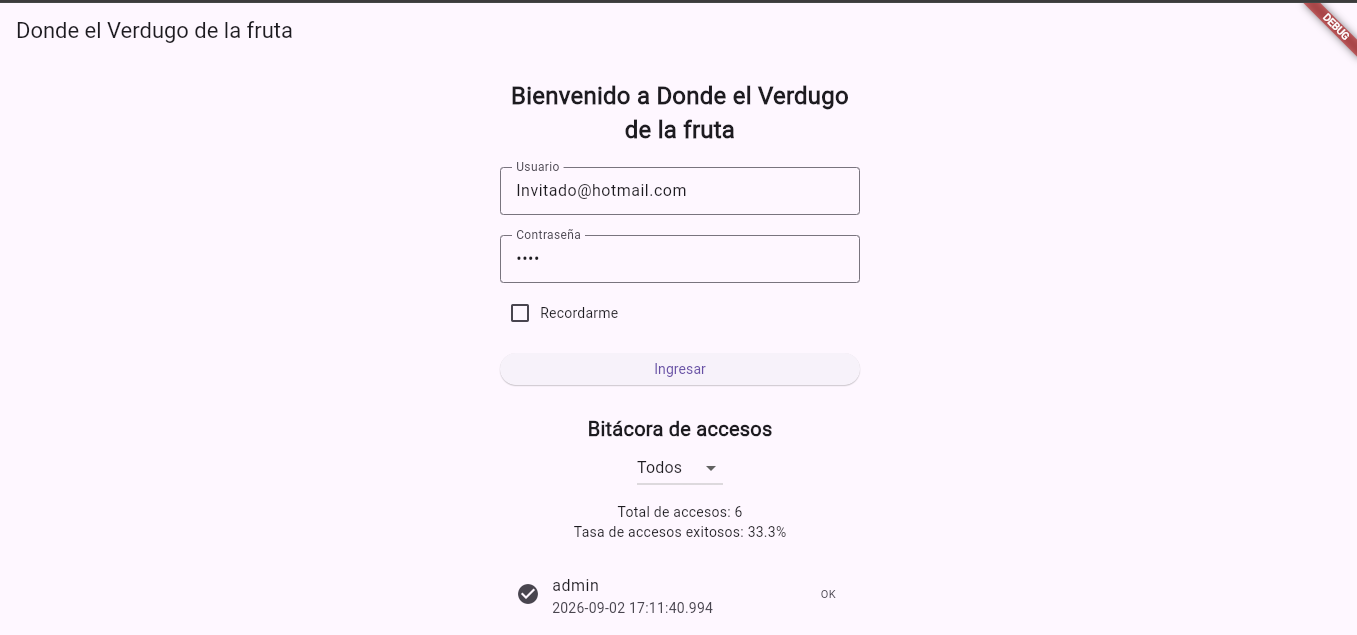 Donde el Verdugo de la fruta
DEBUG
Bienvenido a Donde el Verdugo
de la fruta
Usuario
Invitado@hotmail.com
Contraseña
••••
Recordarme
Ingresar
Bitácora de accesos
Todos
Total de accesos: 6
Tasa de accesos exitosos: 33.3%
admin
OK
2026-09-02 17:11:40.994